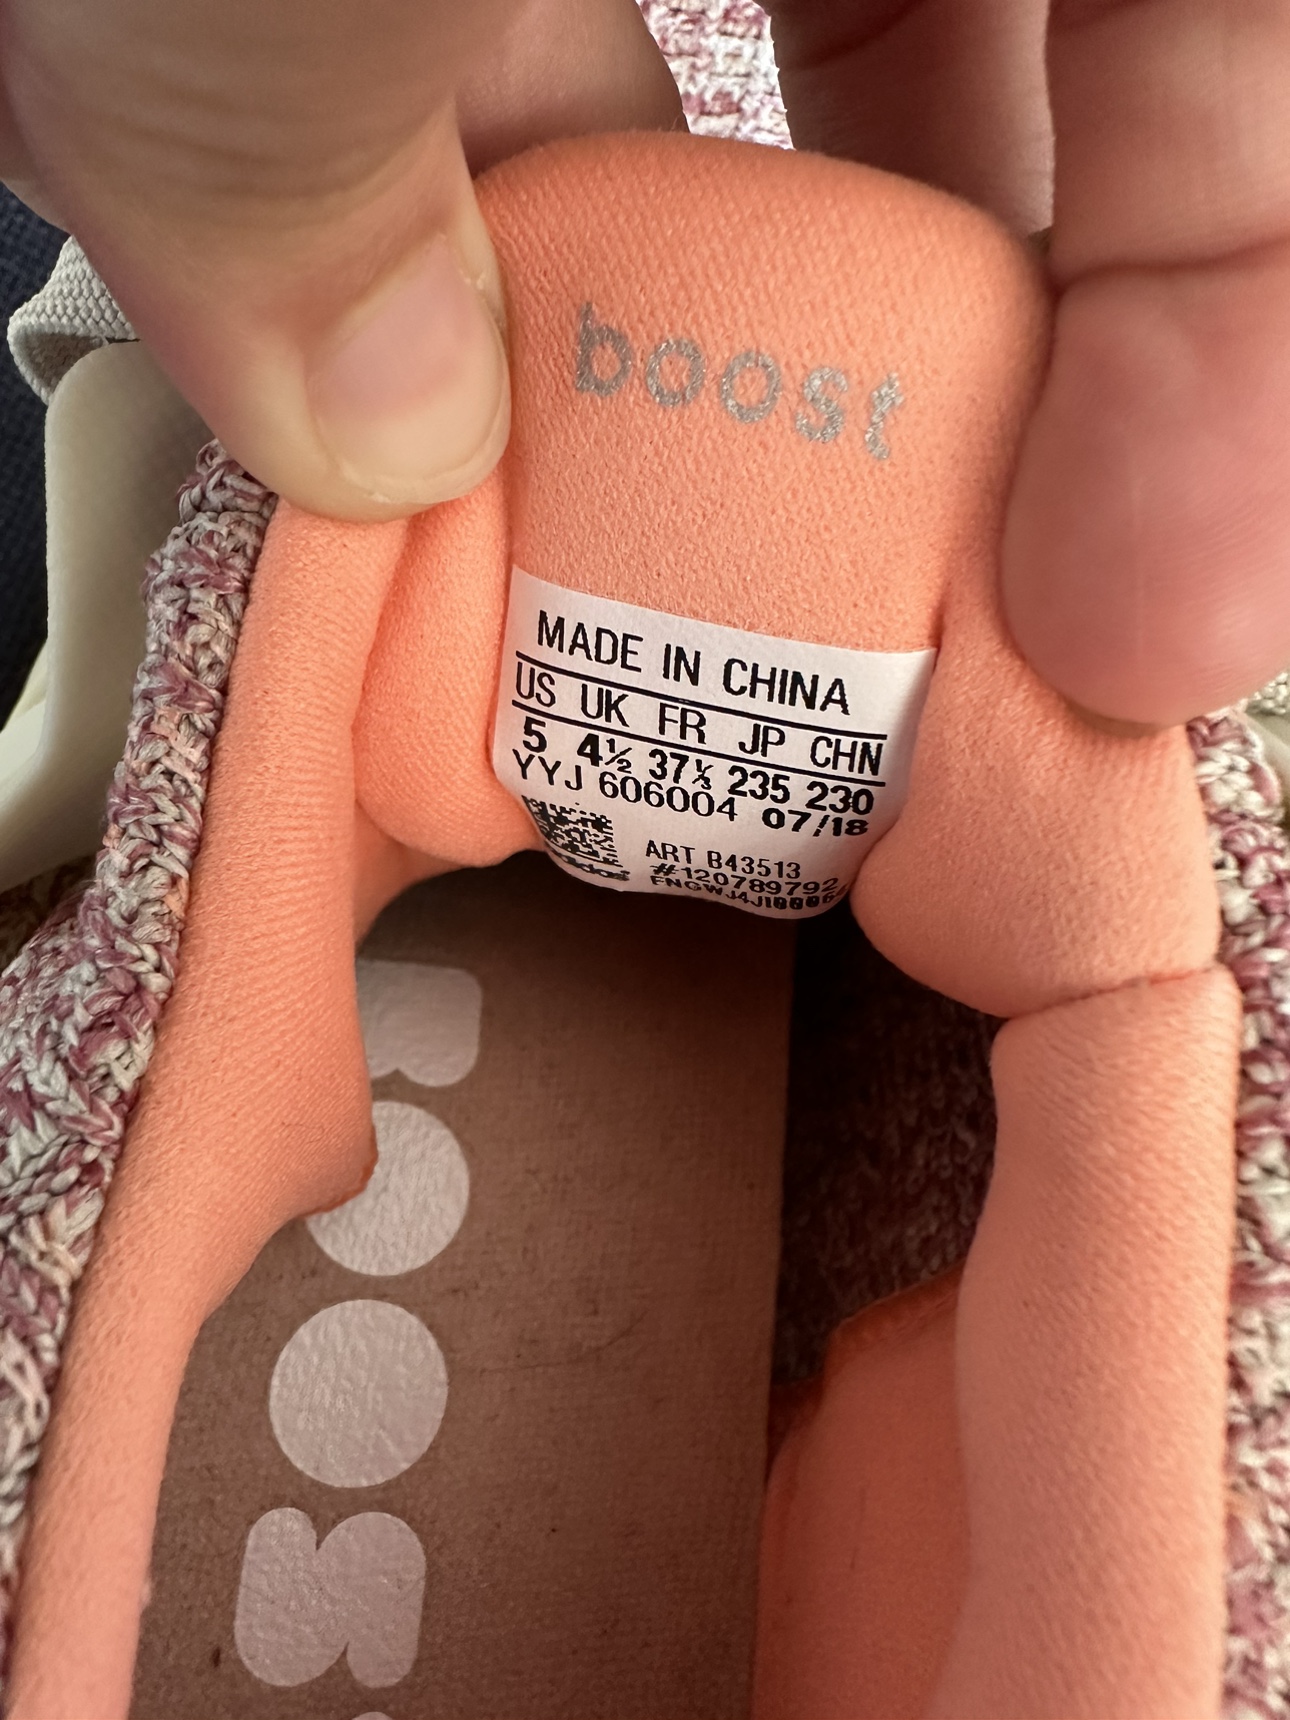 boost
MADE IN CHINA
US UK FR JP CHN
5 4½ 37⅓ 235 230
YYJ 606004 07/18
ART B43513
#120789792
adidas